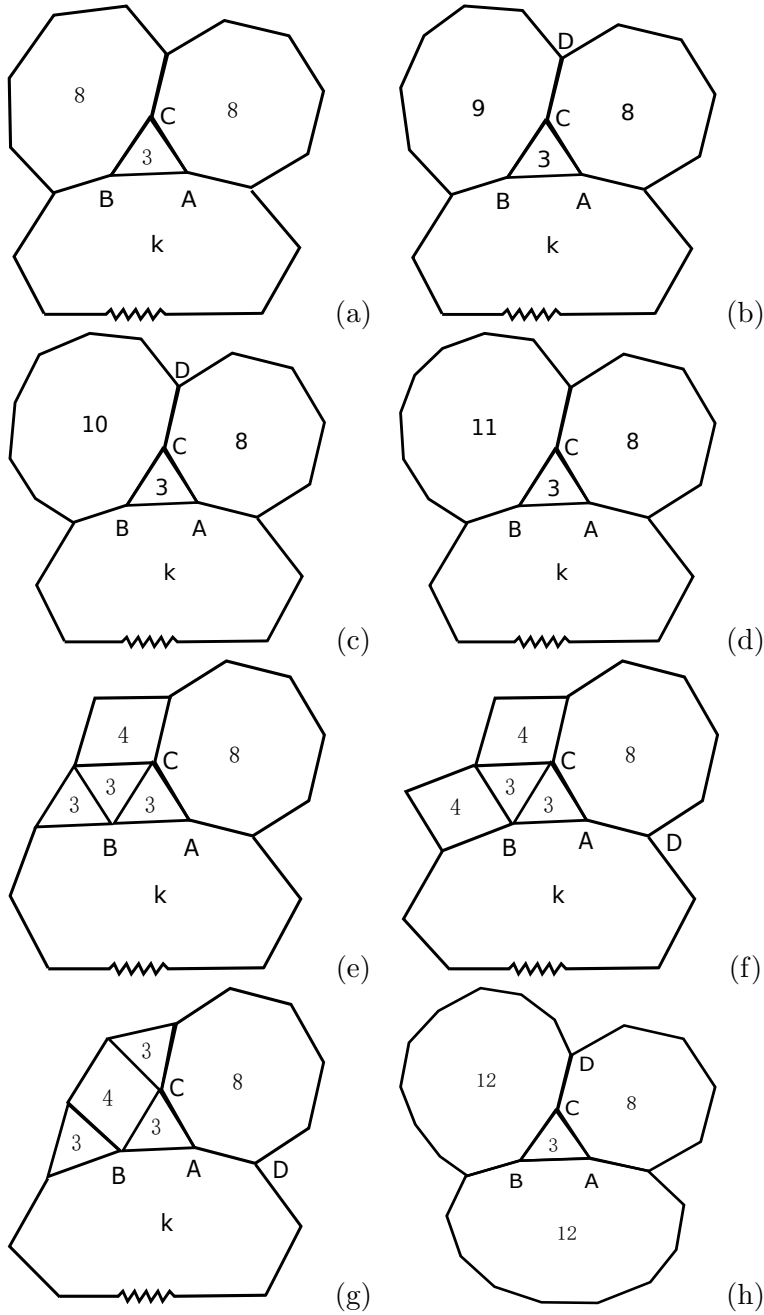 D
8 8 9 8
C C
3 3
B A B A
k k
(a) (b)
D
10 8 11 8
C C
3 3
B A B A
k k
(c) (d)
4 8 4 8
C C
3 3 3 4 3 3
B A B A D
k k
(e) (f)
3 8 12 D 8
4 C C
3 3 3
B A D B A
k 12
(g) (h)